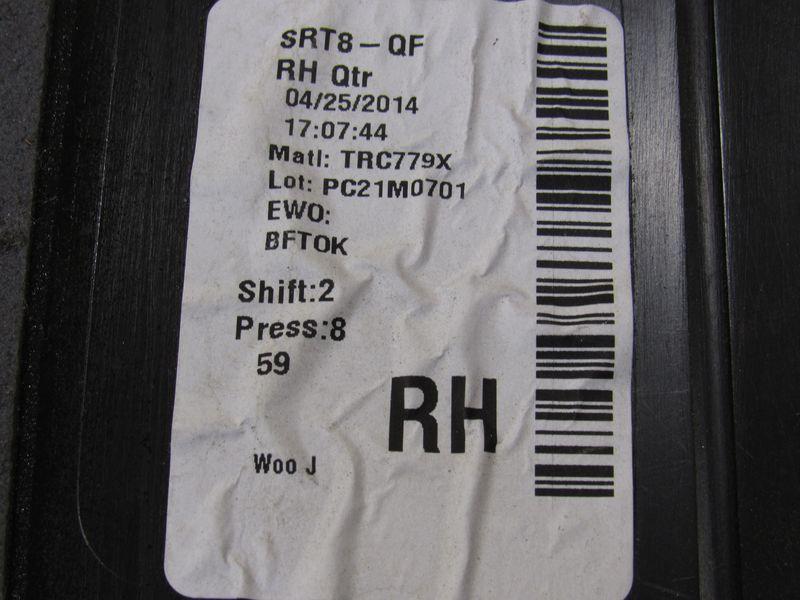 SRT8-QF
RH Qtr
04/25/2014
17:07:44
Matl: TRC779X
Lot: PC21M0701
EWO:
BFTOK
Shift:2
Press:8
59
RH
Woo J